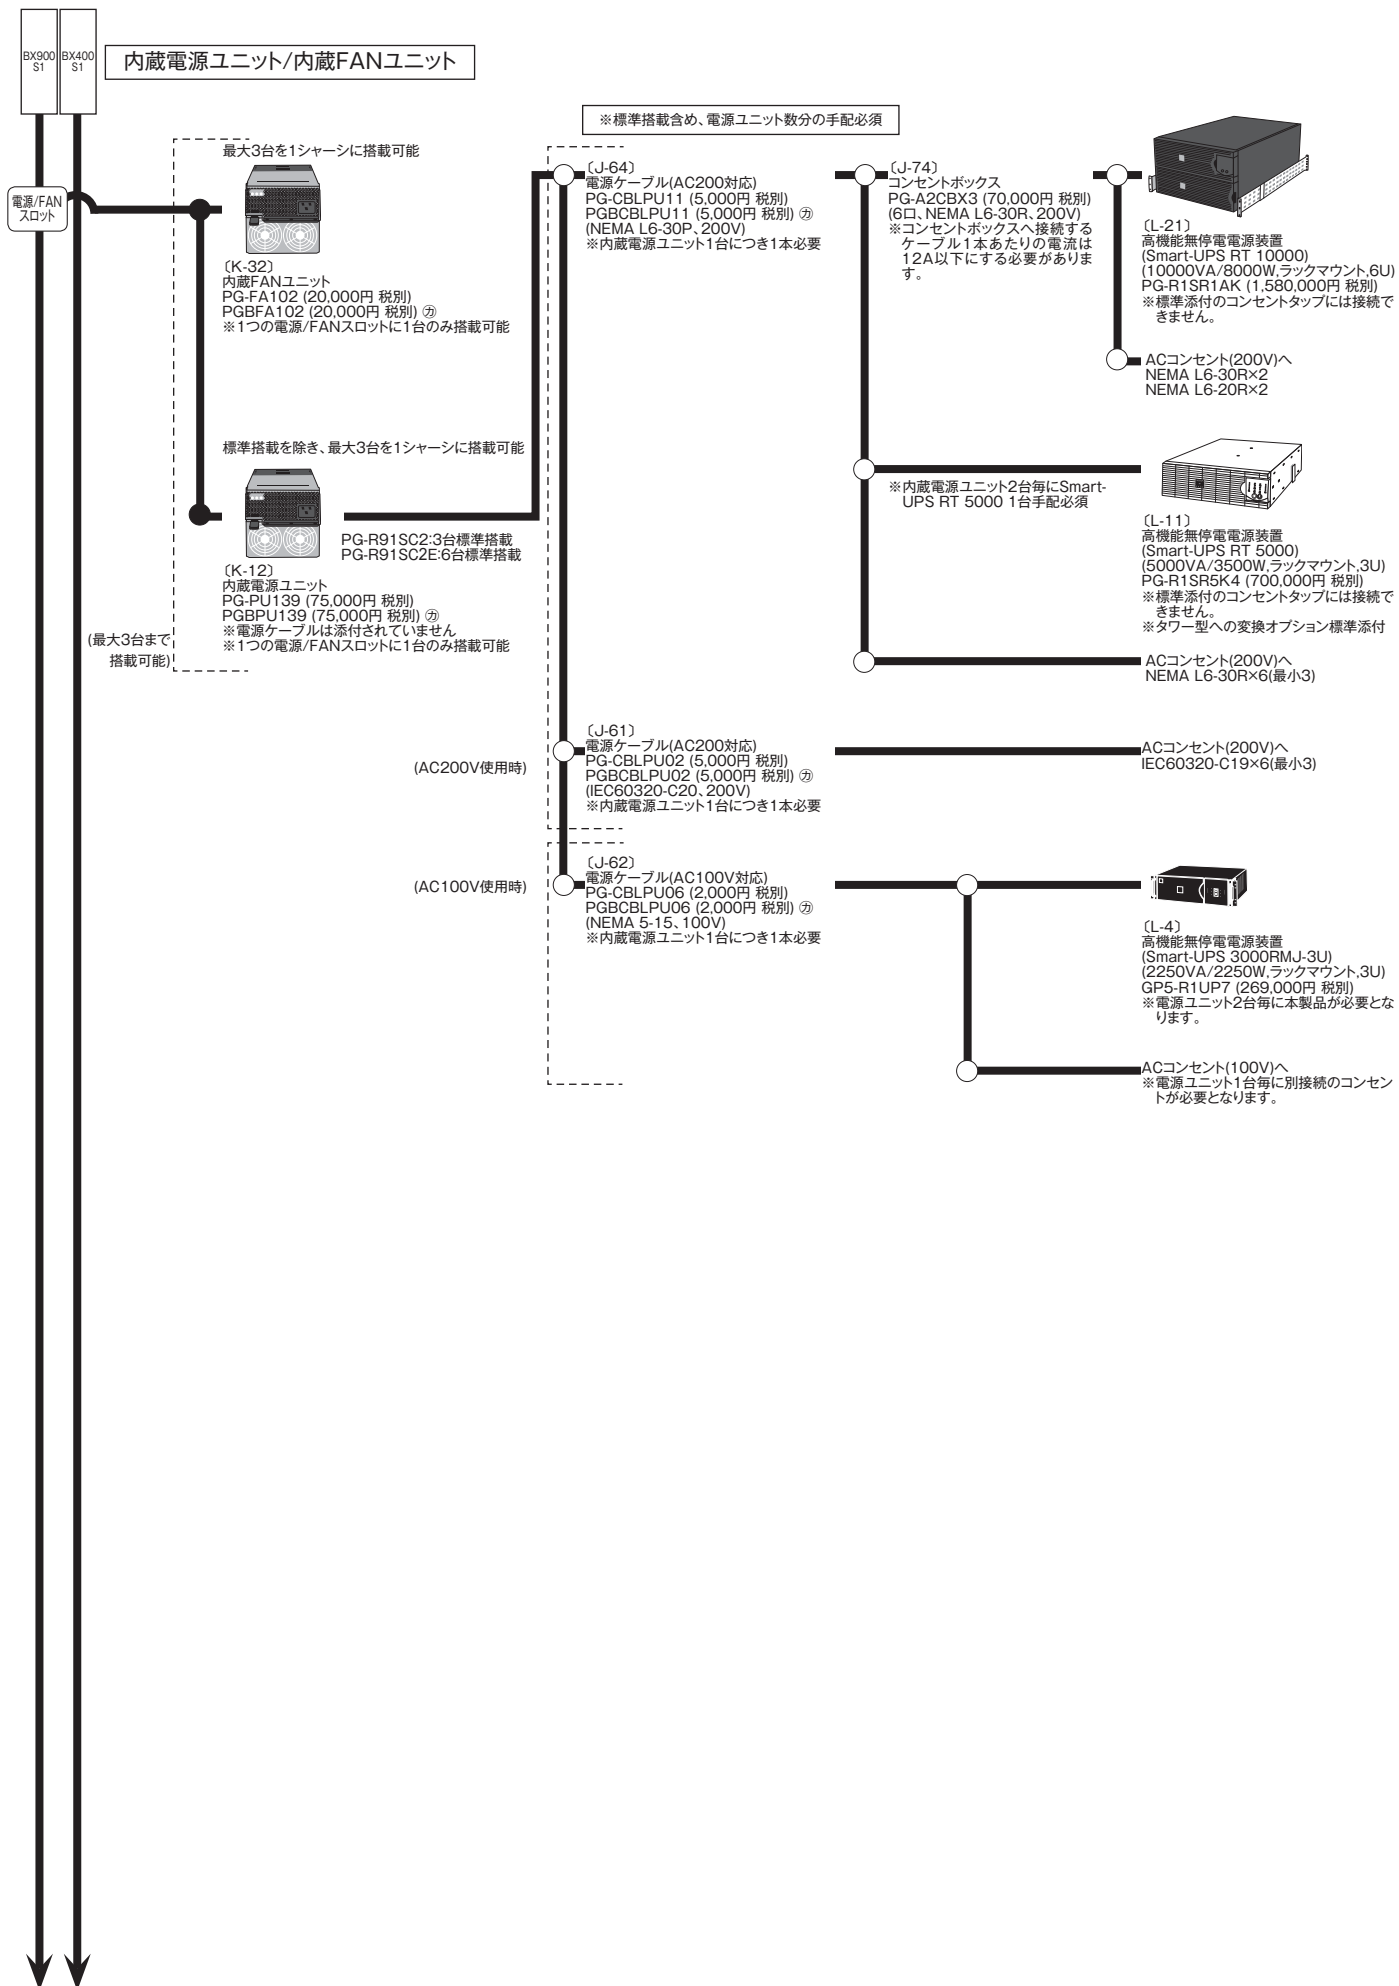 BX900
S1
BX400
S1
内蔵電源ユニット/内蔵FANユニット
電源/FAN
スロット
最大3台を1シャーシに搭載可能
〔K-32〕
内蔵FANユニット
PG-FA102 (20,000円 税別)
PGBFA102 (20,000円 税別) ㋕
※1つの電源/FANスロットに1台のみ搭載可能
標準搭載を除き、最大3台を1シャーシに搭載可能
PG-R91SC2:3台標準搭載
PG-R91SC2E:6台標準搭載
〔K-12〕
内蔵電源ユニット
PG-PU139 (75,000円 税別)
PGBPU139 (75,000円 税別) ㋕
※電源ケーブルは添付されていません
※1つの電源/FANスロットに1台のみ搭載可能
(最大3台まで
搭載可能)
※標準搭載含め、電源ユニット数分の手配必須
〔J-64〕
電源ケーブル(AC200対応)
PG-CBLPU11 (5,000円 税別)
PGBCBLPU11 (5,000円 税別) ㋕
(NEMA L6-30P、200V)
※内蔵電源ユニット1台につき1本必要
〔J-74〕
コンセントボックス
PG-A2CBX3 (70,000円 税別)
(6口、NEMA L6-30R、200V)
※コンセントボックスへ接続する
ケーブル1本あたりの電流は
12A以下にする必要がありま
す。
〔L-21〕
高機能無停電電源装置
(Smart-UPS RT 10000)
(10000VA/8000W,ラックマウント,6U)
PG-R1SR1AK (1,580,000円 税別)
※標準添付のコンセントタップには接続で
きません。
ACコンセント(200V)へ
NEMA L6-30R×2
NEMA L6-20R×2
※内蔵電源ユニット2台毎にSmart-
UPS RT 5000 1台手配必須
〔L-11〕
高機能無停電電源装置
(Smart-UPS RT 5000)
(5000VA/3500W,ラックマウント,3U)
PG-R1SR5K4 (700,000円 税別)
※標準添付のコンセントタップには接続で
きません。
※タワー型への変換オプション標準添付
ACコンセント(200V)へ
NEMA L6-30R×6(最小3)
(AC200V使用時)
〔J-61〕
電源ケーブル(AC200対応)
PG-CBLPU02 (5,000円 税別)
PGBCBLPU02 (5,000円 税別) ㋕
(IEC60320-C20、200V)
※内蔵電源ユニット1台につき1本必要
ACコンセント(200V)へ
IEC60320-C19×6(最小3)
(AC100V使用時)
〔J-62〕
電源ケーブル(AC100V対応)
PG-CBLPU06 (2,000円 税別)
PGBCBLPU06 (2,000円 税別) ㋕
(NEMA 5-15、100V)
※内蔵電源ユニット1台につき1本必要
〔L-4〕
高機能無停電電源装置
(Smart-UPS 3000RMJ-3U)
(2250VA/2250W,ラックマウント,3U)
GP5-R1UP7 (269,000円 税別)
※電源ユニット2台毎に本製品が必要とな
ります。
ACコンセント(100V)へ
※電源ユニット1台毎に別接続のコンセン
トが必要となります。